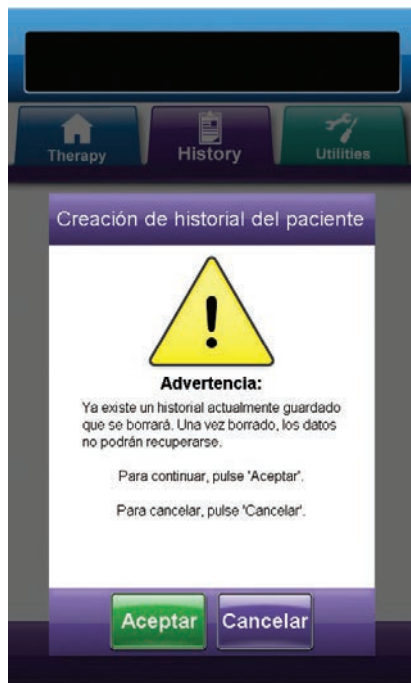 Therapy
History
Utilities
Creación de historial del paciente
!
Advertencia:
Ya existe un historial actualmente guardado
que se borrará. Una vez borrado, los datos
no podrán recuperarse.
Para continuar, pulse 'Aceptar'.
Para cancelar, pulse 'Cancelar'.
Aceptar
Cancelar